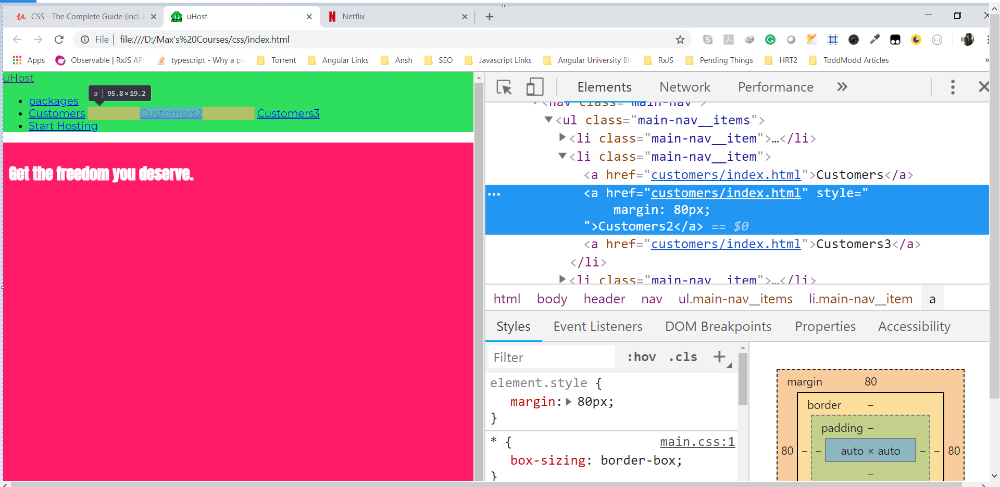 CSS - The Complete Guide (incl. F
uHost
Netflix
File | file:///D:/Max's%20Courses/css/index.html
Apps
Observable | RxJS API
typescript - Why a pla
Torrent
Angular Links
Ansh
SEO
Javascript Links
Angular University Bl
RxJS
Pending Things
HRT2
ToddModd Articles
»
uHost
a | 95.8 × 19.2
packages
Customers Customers2 Customers3
Start Hosting
Get the freedom you deserve.
Elements Network Performance »
<nav class="main-nav">
<ul class="main-nav__items">
<li class="main-nav__item">…</li>
<li class="main-nav__item">
<a href="customers/index.html">Customers</a>
<a href="customers/index.html" style="
margin: 80px;
">Customers2</a> == $0
<a href="customers/index.html">Customers3</a>
</li>
<li class="main-nav__item">…</li>
html body header nav ul.main-nav__items li.main-nav__item a
Styles Event Listeners DOM Breakpoints Properties Accessibility
Filter :hov .cls +
element.style {
margin: 80px;
}
* { main.css:1
box-sizing: border-box;
}
margin 80
border –
padding –
80 – – auto × auto – – 80
–